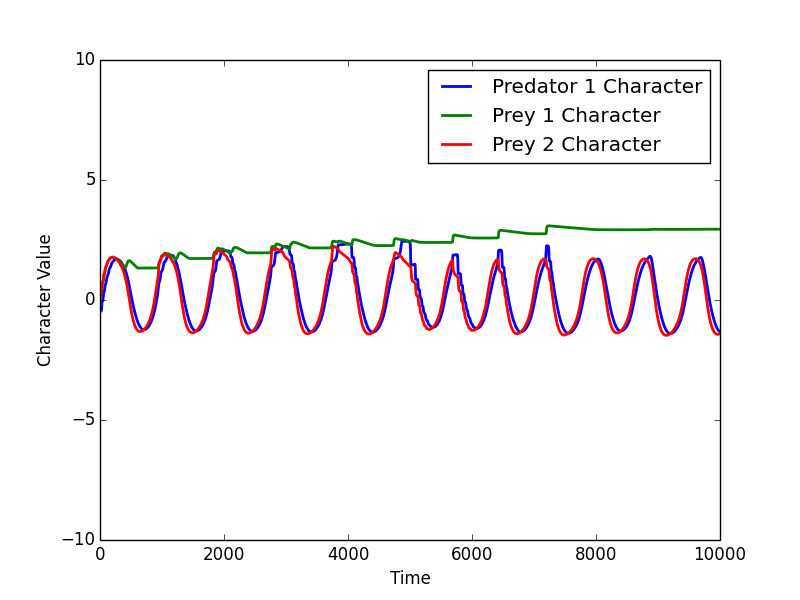 10
5
0
−5
−10
Character Value
Predator 1 Character
Prey 1 Character
Prey 2 Character
0 2000 4000 6000 8000 10000
Time